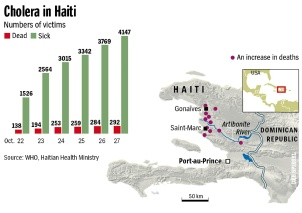 Cholera in Haiti
Numbers of victims
Dead Sick
138 1526
194 2564
253 3015
259 3342
284 3769
292 4147
Oct. 22 23 24 25 26 27
Source: WHO, Haitian Health Ministry
An increase in deaths
USA
HAITI
Gonalves
Saint-Marc
Artibonite
River
DOMINICAN
REPUBLIC
Port-au-Prince
50 km